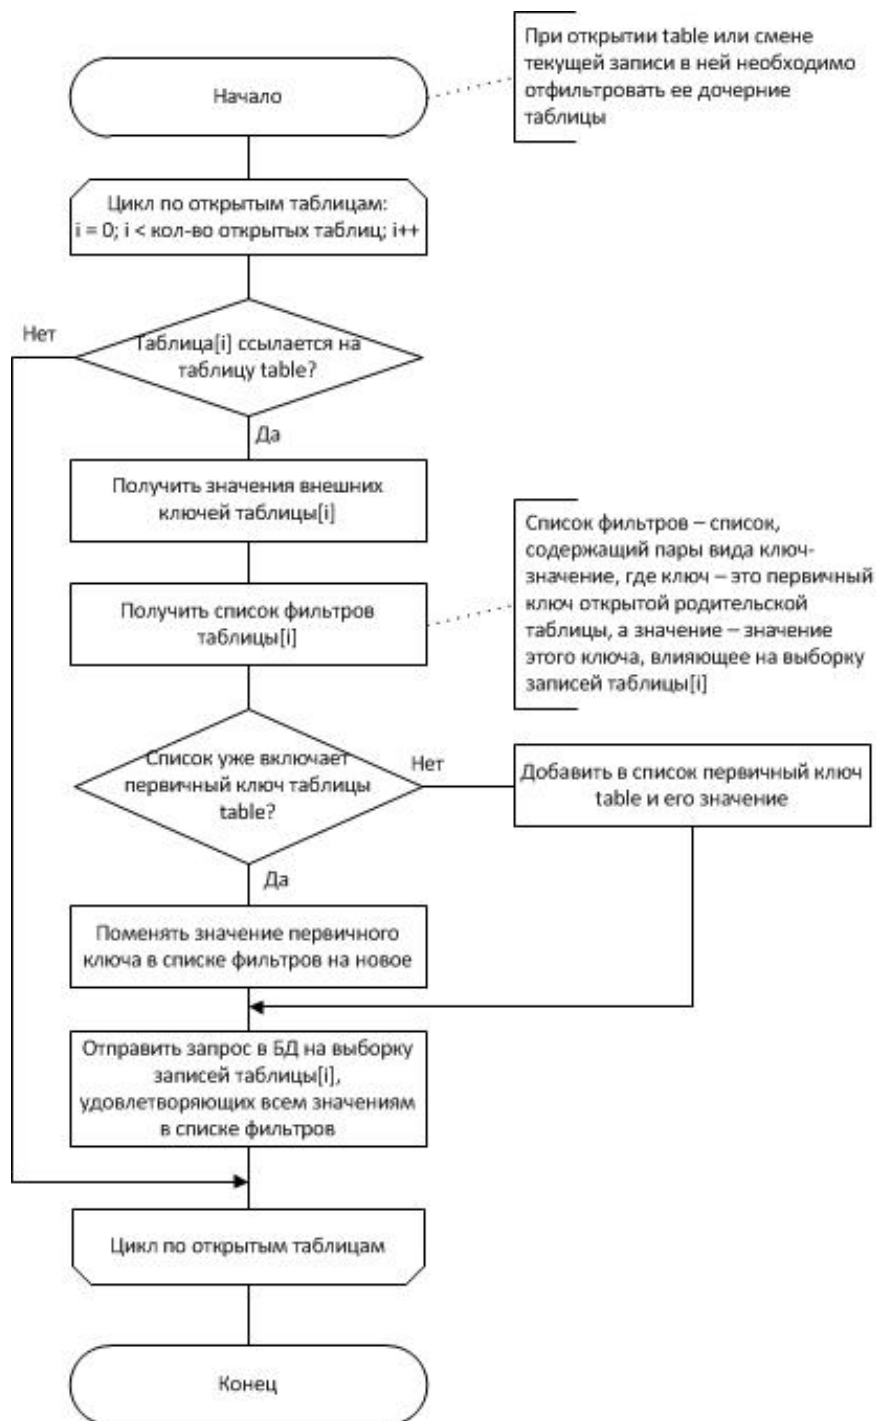 При открытии table или смене
текущей записи в ней необходимо
отфильтровать ее дочерние
таблицы
Начало
Цикл по открытым таблицам:
i = 0; i < кол-во открытых таблиц; i++
Нет
Таблица[i] ссылается на
таблицу table?
Да
Получить значения внешних
ключей таблицы[i]
Список фильтров – список,
содержащий пары вида ключ-
значение, где ключ – это первичный
ключ открытой родительской
таблицы, а значение – значение
этого ключа, влияющее на выборку
записей таблицы[i]
Получить список фильтров
таблицы[i]
Список уже включает
первичный ключ таблицы
table?
Нет
Добавить в список первичный ключ
table и его значение
Да
Поменять значение первичного
ключа в списке фильтров на новое
Отправить запрос в БД на выборку
записей таблицы[i],
удовлетворяющих всем значениям
в списке фильтров
Цикл по открытым таблицам
Конец